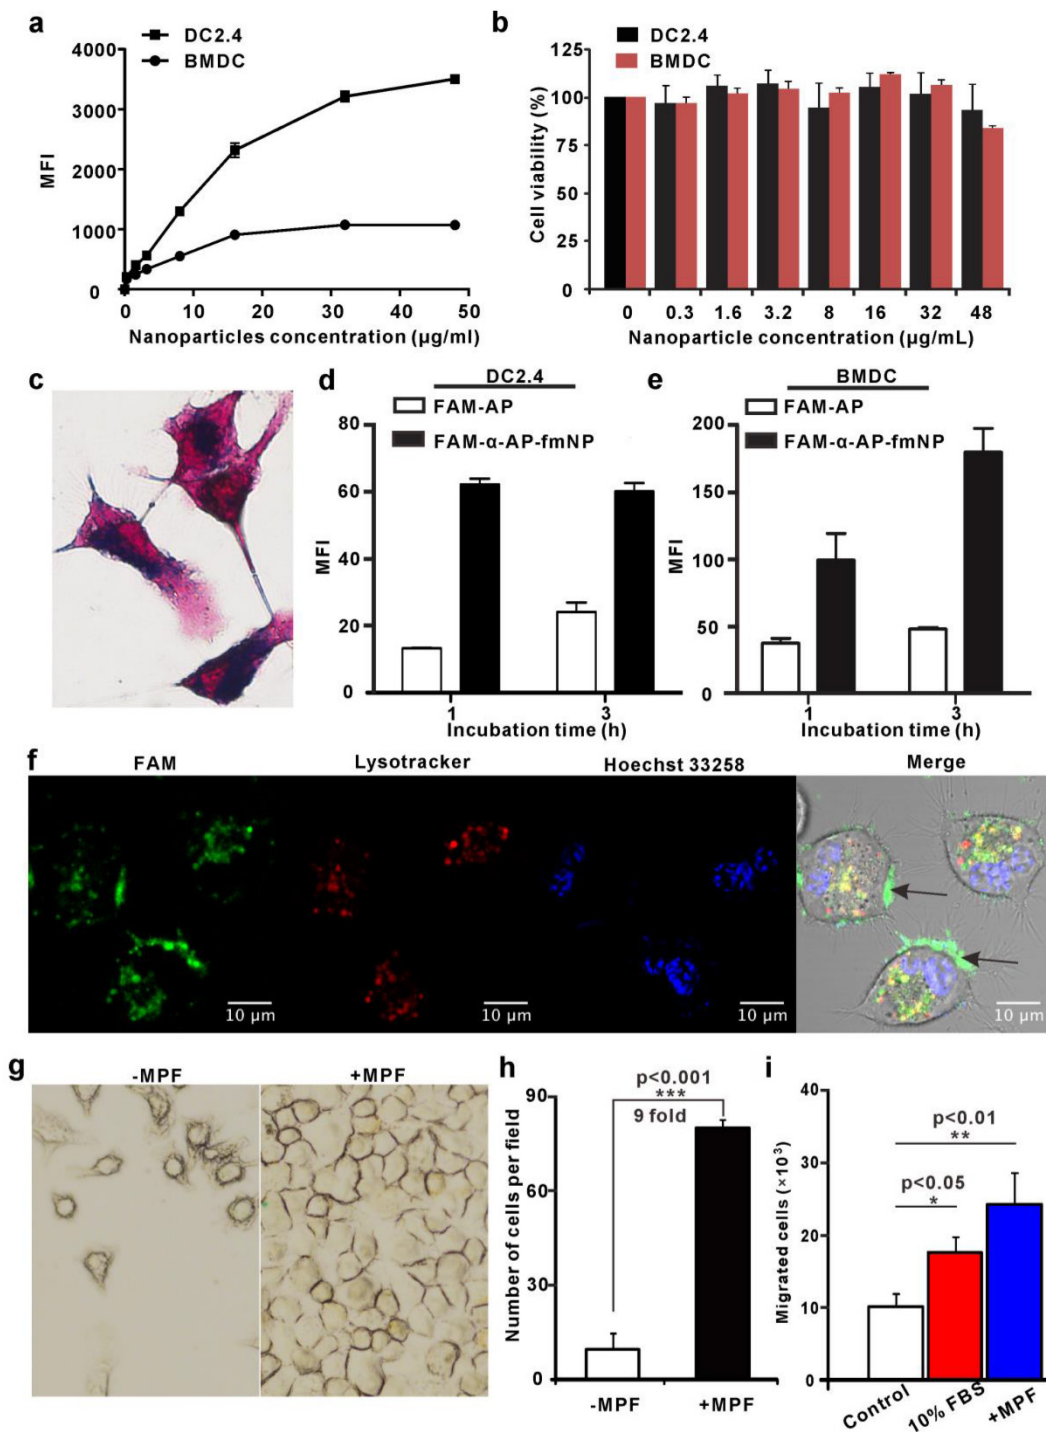 a
DC2.4
BMDC
4000
3000
2000
1000
0
MFI
0 10 20 30 40 50
Nanoparticles concentration (µg/ml)
b
DC2.4
BMDC
125
100
75
50
25
0
Cell viability (%)
0 0.3 1.6 3.2 8 16 32 48
Nanoparticle concentration (µg/mL)
c
d
DC2.4
FAM-AP
FAM-α-AP-fmNP
80
60
40
20
0
MFI
1 3
Incubation time (h)
e
BMDC
FAM-AP
FAM-α-AP-fmNP
200
150
100
50
0
MFI
1 3
Incubation time (h)
f
FAM Lysotracker Hoechst 33258 Merge
10 µm 10 µm 10 µm 10 µm
g
-MPF +MPF
h
p<0.001
***
9 fold
90
60
30
0
Number of cells per field
-MPF +MPF
i
p<0.01
**
p<0.05
*
40
30
20
10
0
Migrated cells (×10³)
Control 10% FBS +MPF